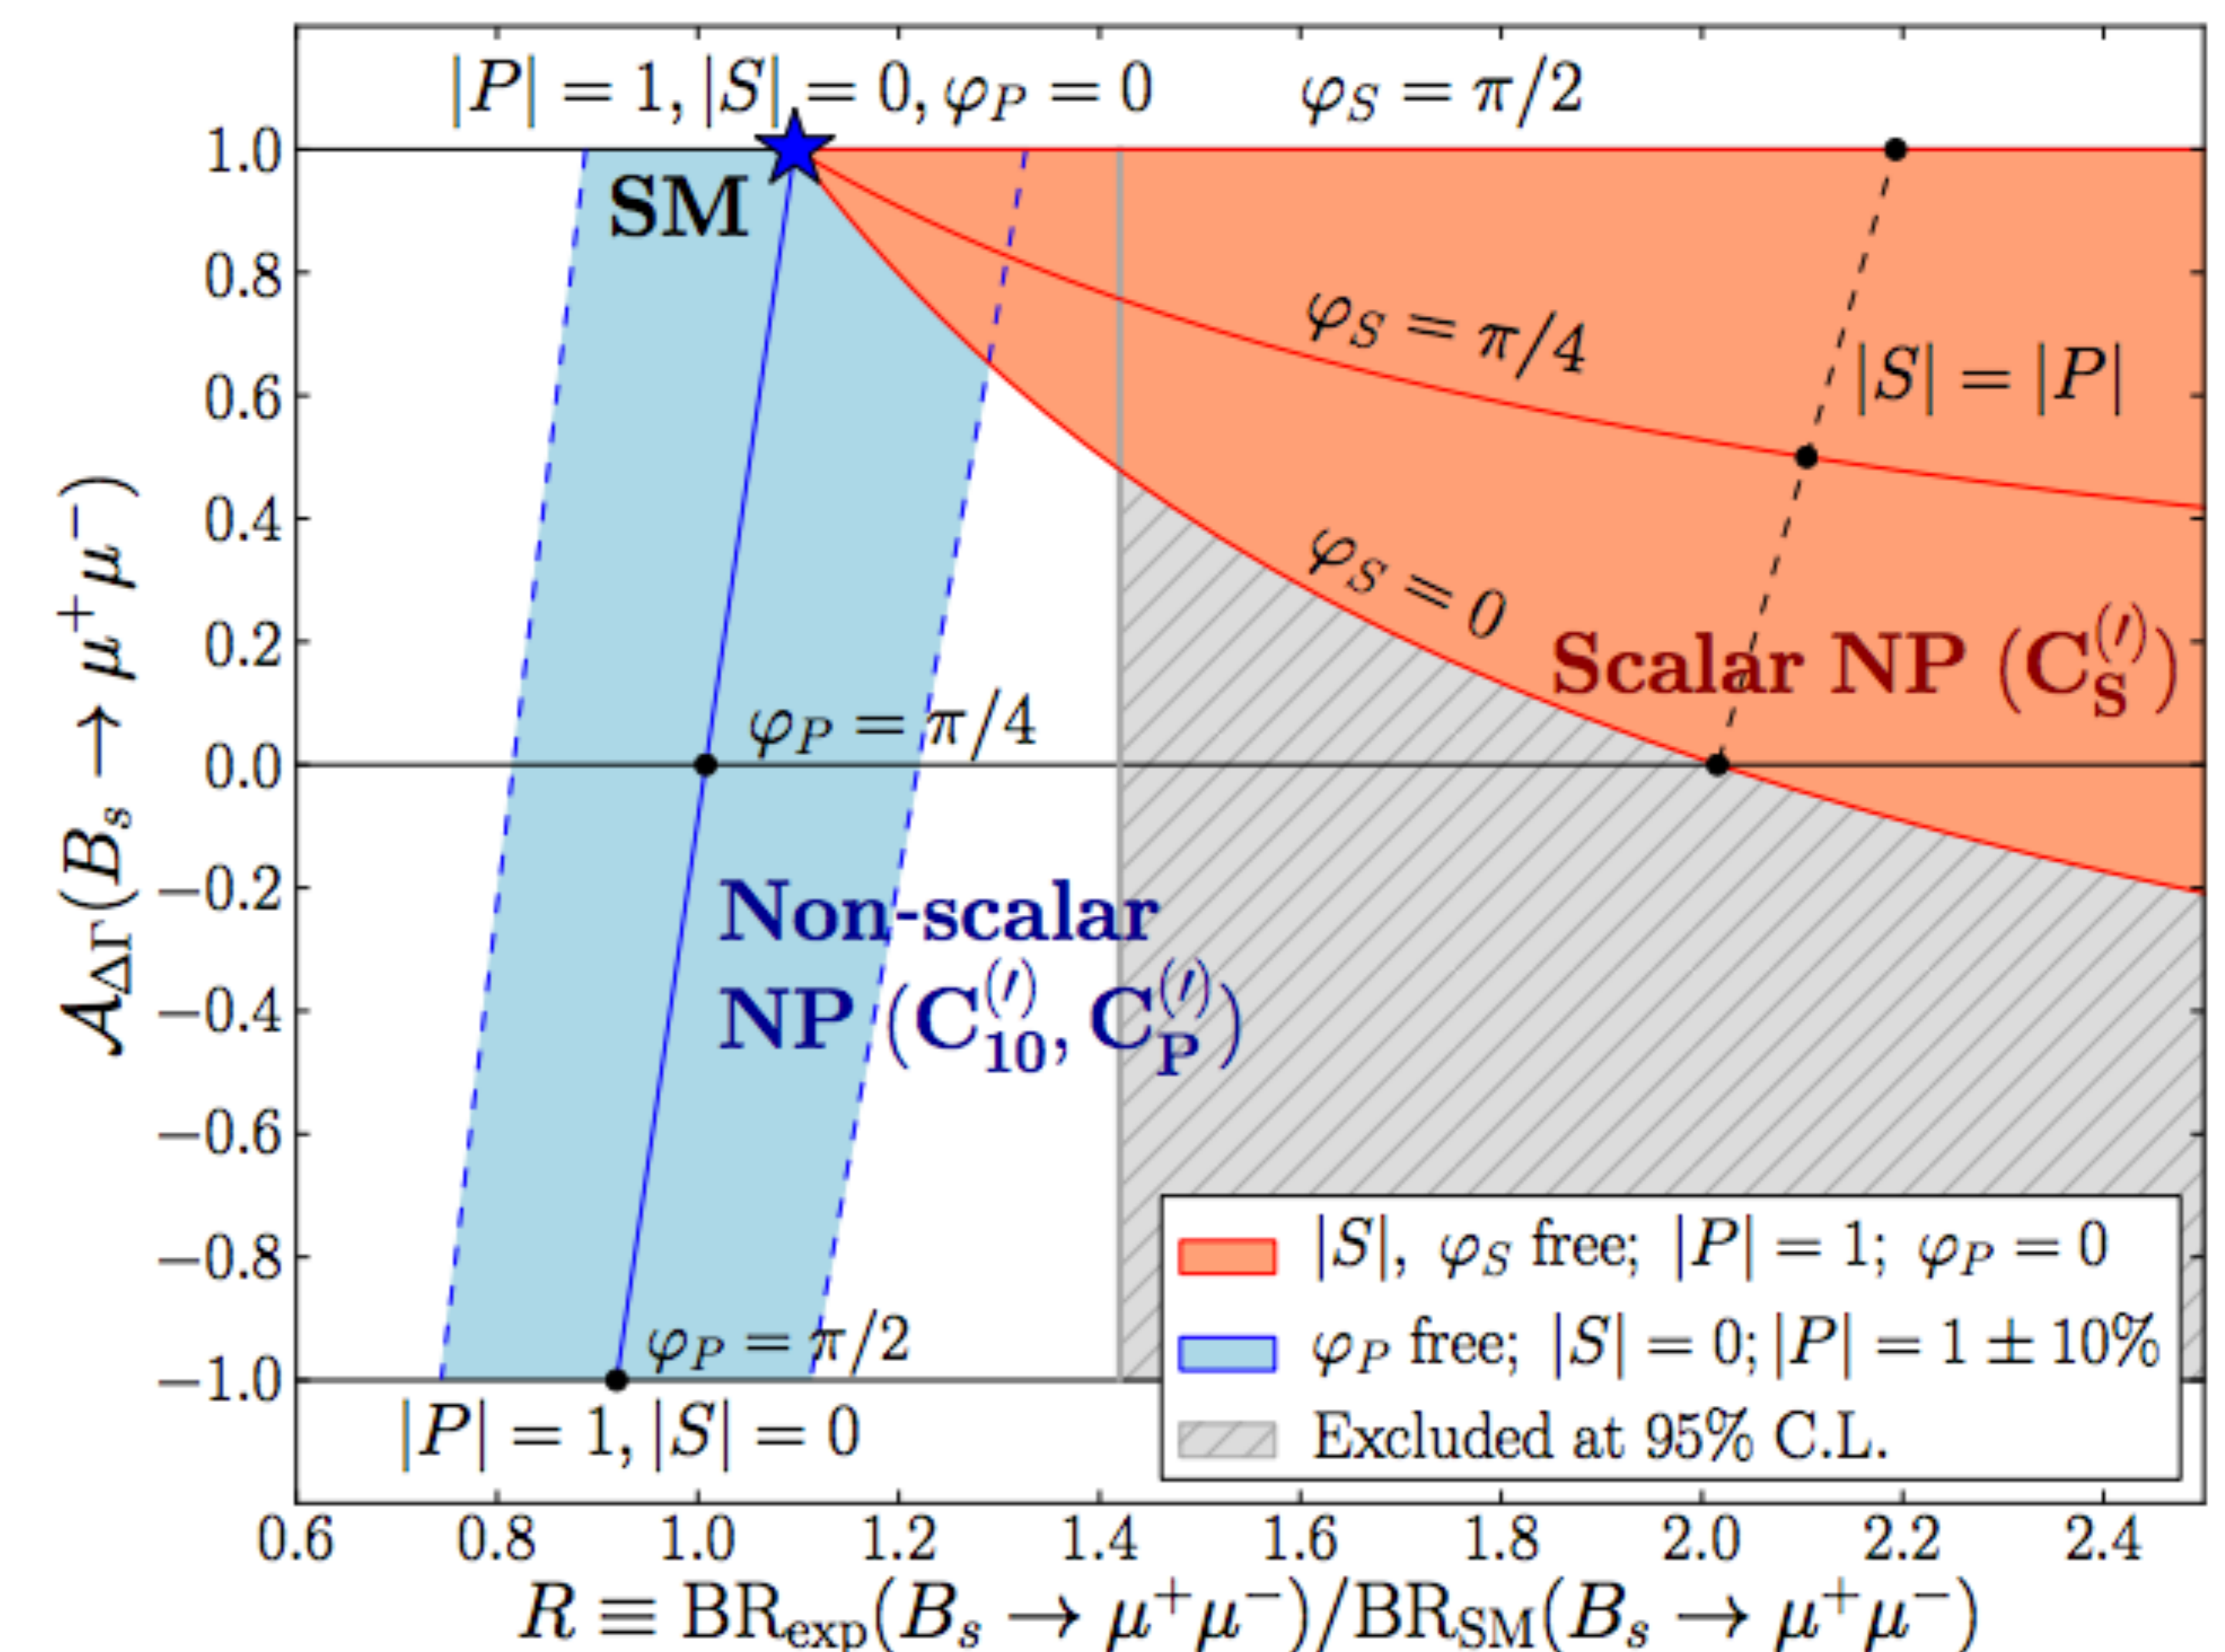 |P| = 1, |S| = 0, φ_P = 0
φ_S = π/2
1.0
SM
0.8
φ_S = π/4
|S| = |P|
0.6
0.4
φ_S = 0
0.2
Scalar NP (C_S^(′))
φ_P = π/4
0.0
−0.2
Non-scalar
NP (C_10^(′), C_P^(′))
−0.4
−0.6
−0.8
φ_P = π/2
−1.0
|P| = 1, |S| = 0
A_ΔΓ(B_s → μ⁺μ⁻)
|S|, φ_S free; |P| = 1; φ_P = 0
φ_P free; |S| = 0; |P| = 1 ± 10%
Excluded at 95% C.L.
0.6 0.8 1.0 1.2 1.4 1.6 1.8 2.0 2.2 2.4
R ≡ BR_exp(B_s → μ⁺μ⁻)/BR_SM(B_s → μ⁺μ⁻)